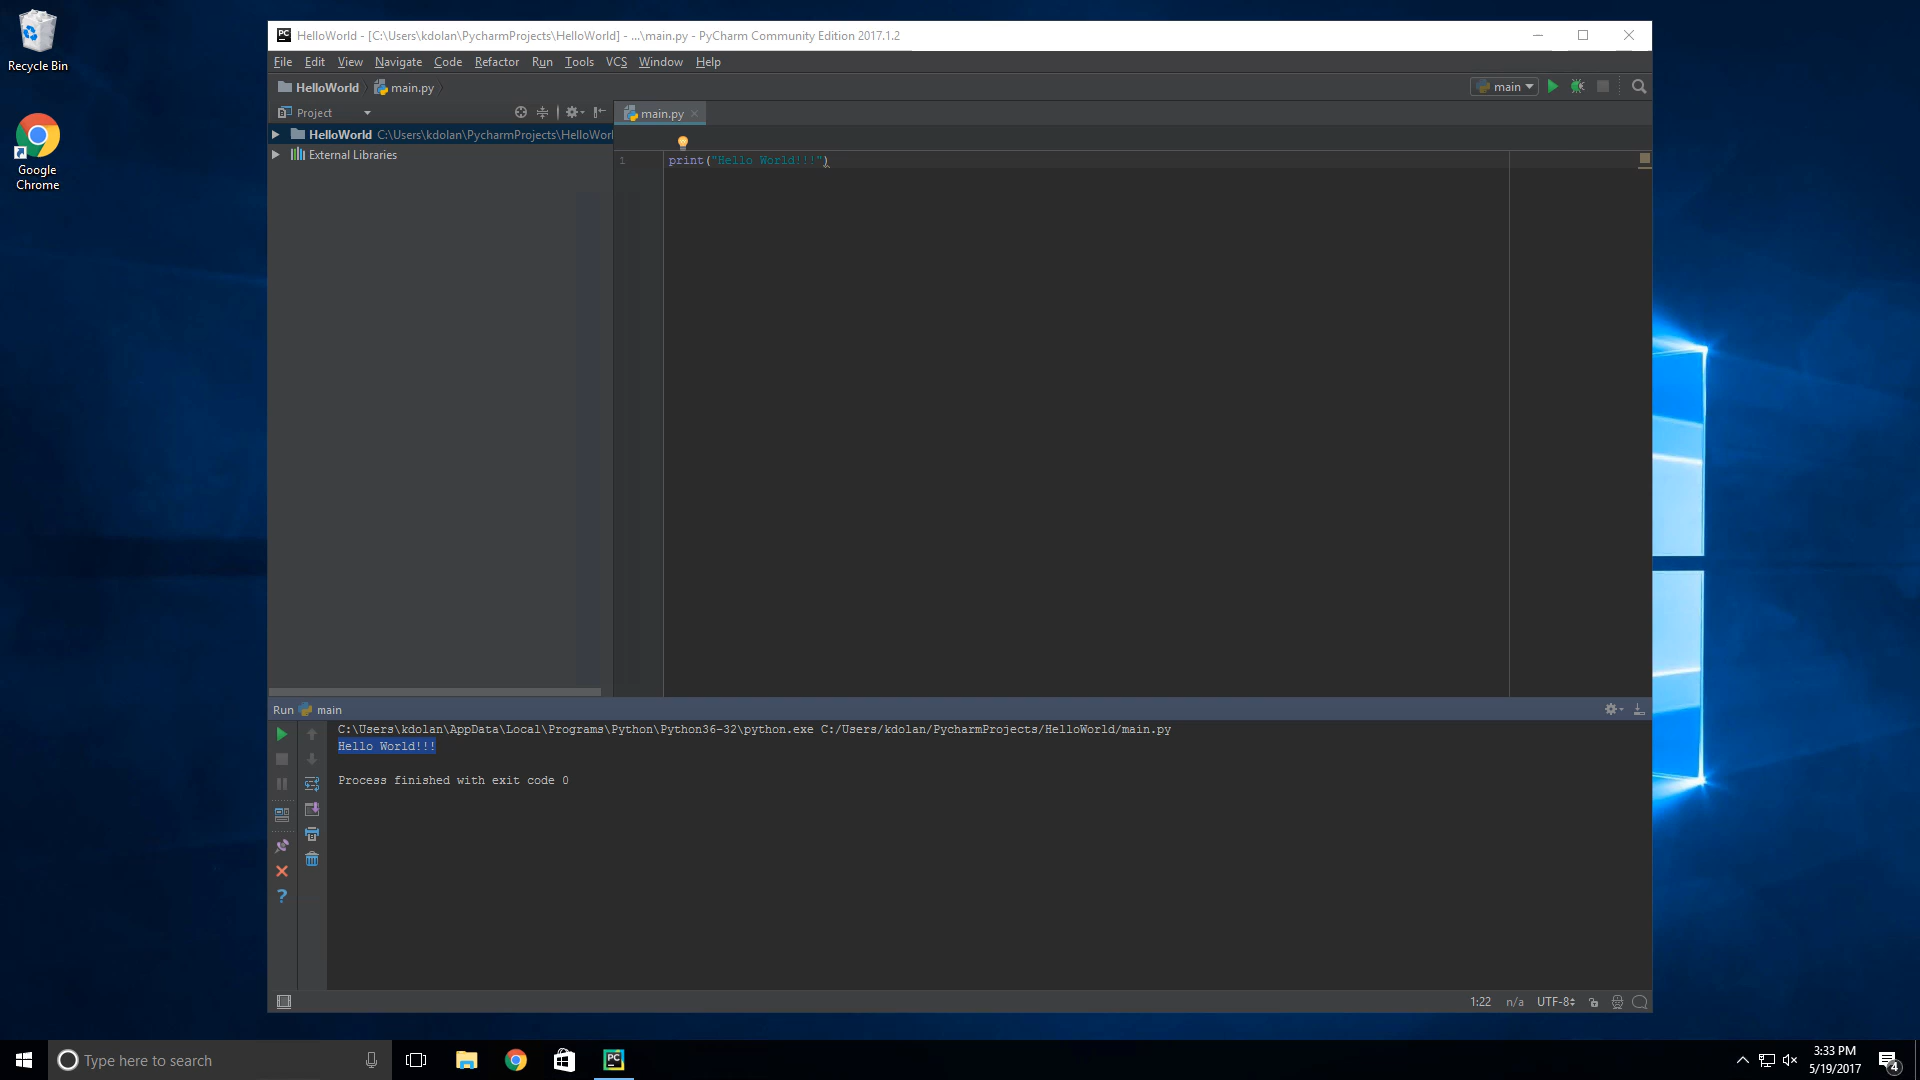 Recycle Bin
Google
Chrome
HelloWorld - [C:\Users\kdolan\PycharmProjects\HelloWorld] - ...\main.py - PyCharm Community Edition 2017.1.2
File Edit View Navigate Code Refactor Run Tools VCS Window Help
HelloWorld main.py
main
Project
main.py
HelloWorld C:\Users\kdolan\PycharmProjects\HelloWorl
External Libraries
1 print("Hello World!!!")
Run main
C:\Users\kdolan\AppData\Local\Programs\Python\Python36-32\python.exe C:/Users/kdolan/PycharmProjects/HelloWorld/main.py
Hello World!!!
Process finished with exit code 0
1:22 n/a UTF-8
Type here to search
3:33 PM
5/19/2017
4